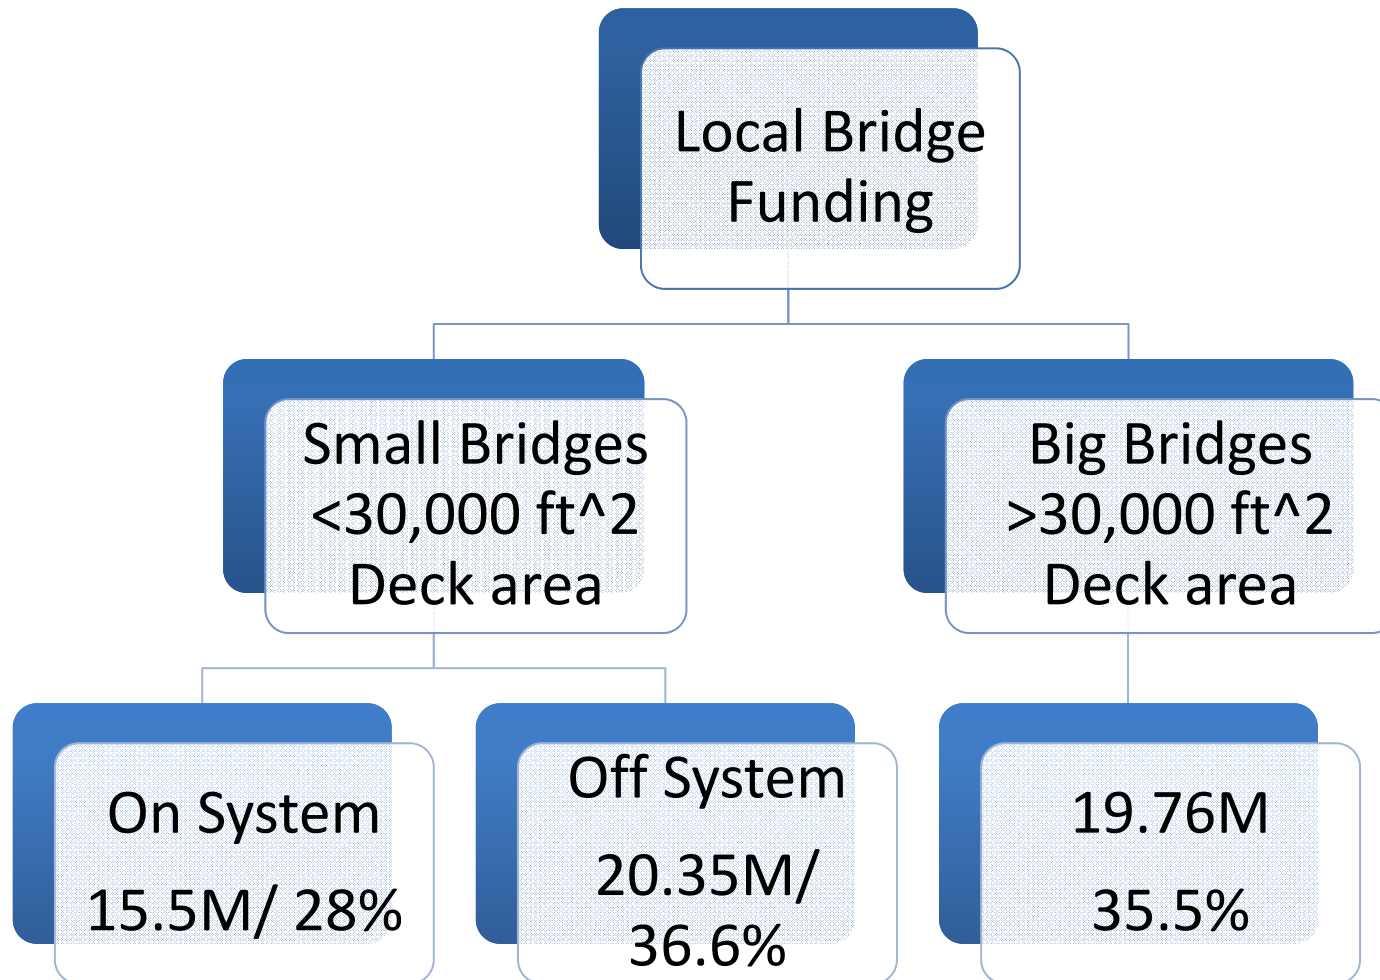 Local Bridge
Funding
Small Bridges
<30,000 ft^2
Deck area
Big Bridges
>30,000 ft^2
Deck area
On System
15.5M/ 28%
Off System
20.35M/
36.6%
19.76M
35.5%